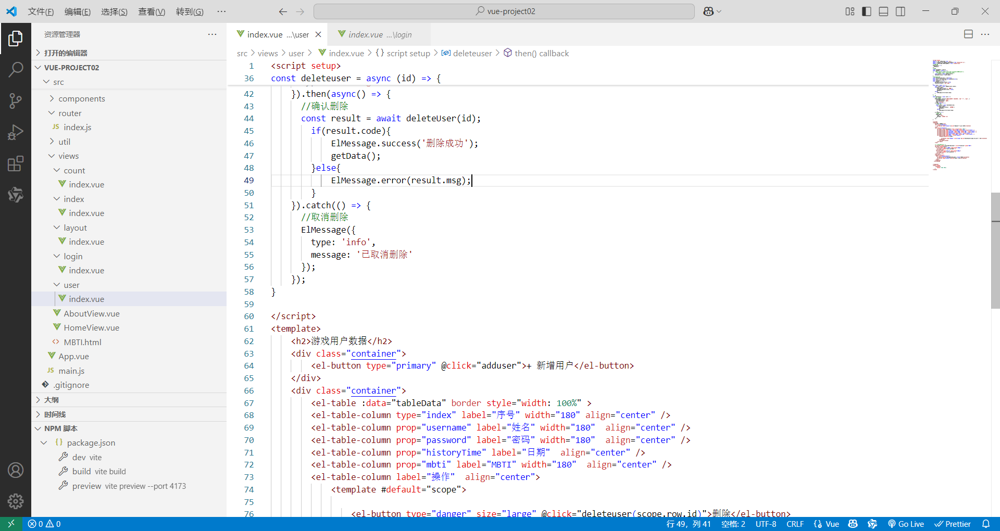 文件(F) 编辑(E) 选择(S) 查看(V) 转到(G) ··· vue-project02
资源管理器
打开的编辑器
VUE-PROJECT02
src
components
router
JS index.js
util
views
count
index.vue
index
index.vue
layout
index.vue
login
index.vue
user
index.vue
AboutView.vue
HomeView.vue
<> MBTI.html
App.vue
JS main.js
.gitignore
大纲
时间线
NPM 脚本
{} package.json
dev vite
build vite build
preview vite preview --port 4173
index.vue ...\user index.vue ...\login
src > views > user > index.vue > {} script setup > deleteuser > then() callback
1 <script setup>
36 const deleteuser = async (id) => {
42 }).then(async() => {
43 //确认删除
44 const result = await deleteUser(id);
45 if(result.code){
46 ElMessage.success('删除成功');
47 getData();
48 }else{
49 ElMessage.error(result.msg);
50 }
51 }).catch(() => {
52 //取消删除
53 ElMessage({
54 type: 'info',
55 message: '已取消删除'
56 });
57 });
58 }
59
60 </script>
61 <template>
62 <h2>游戏用户数据</h2>
63 <div class="container">
64 <el-button type="primary" @click="adduser">+ 新增用户</el-button>
65 </div>
66 <div class="container">
67 <el-table :data="tableData" border style="width: 100%" >
68 <el-table-column type="index" label="序号" width="180" align="center" />
69 <el-table-column prop="username" label="姓名" width="180"  align="center" />
70 <el-table-column prop="password" label="密码" width="180"  align="center" />
71 <el-table-column prop="historyTime" label="日期"  align="center" />
72 <el-table-column prop="mbti" label="MBTI" width="180"  align="center" />
73 <el-table-column label="操作"  align="center">
74 <template #default="scope">
75
76 <el-button type="danger" size="large" @click="deleteuser(scope.row.id)">删除</el-button>
0 0 行 49，列 41 空格: 2 UTF-8 CRLF {} Vue Go Live Prettier